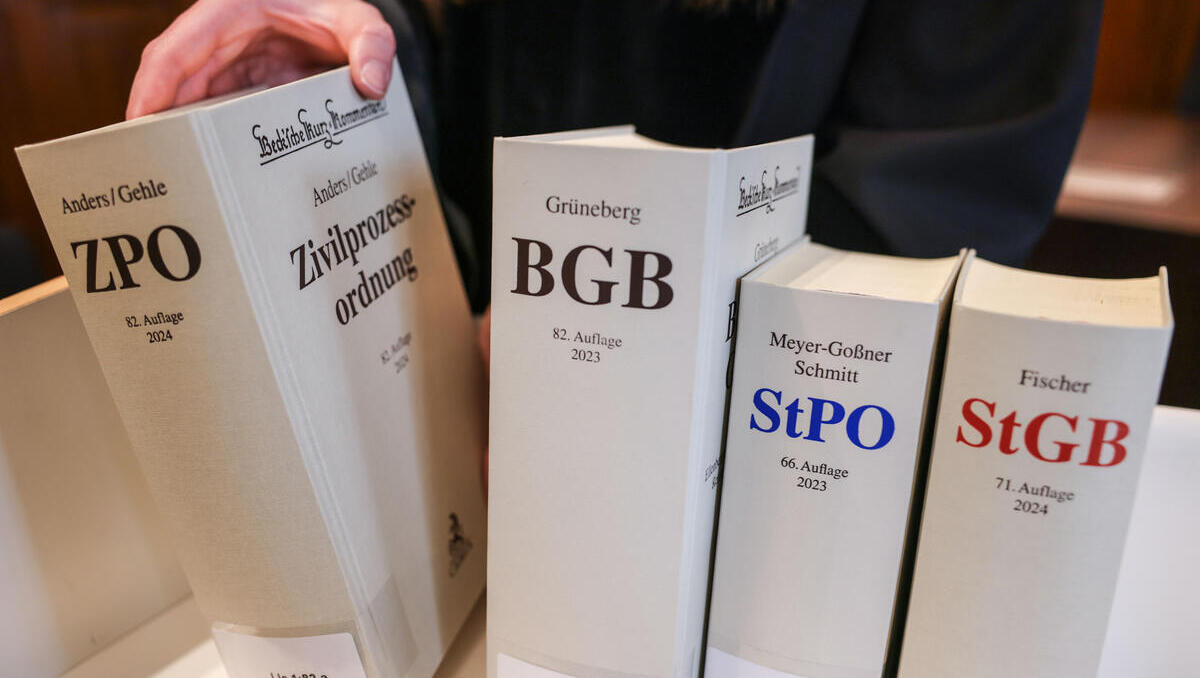 Anders/Gehle
ZPO
82. Auflage
2024
Beck'sche Kurz-Kommentare
Anders/Gehle
Zivilprozess-
ordnung
82. Auflage
2024
Grüneberg
BGB
82. Auflage
2023
Beck'sche Kurz-Kommentare
Grüneberg
Meyer-Goßner
Schmitt
StPO
66. Auflage
2023
Fischer
StGB
71. Auflage
2024